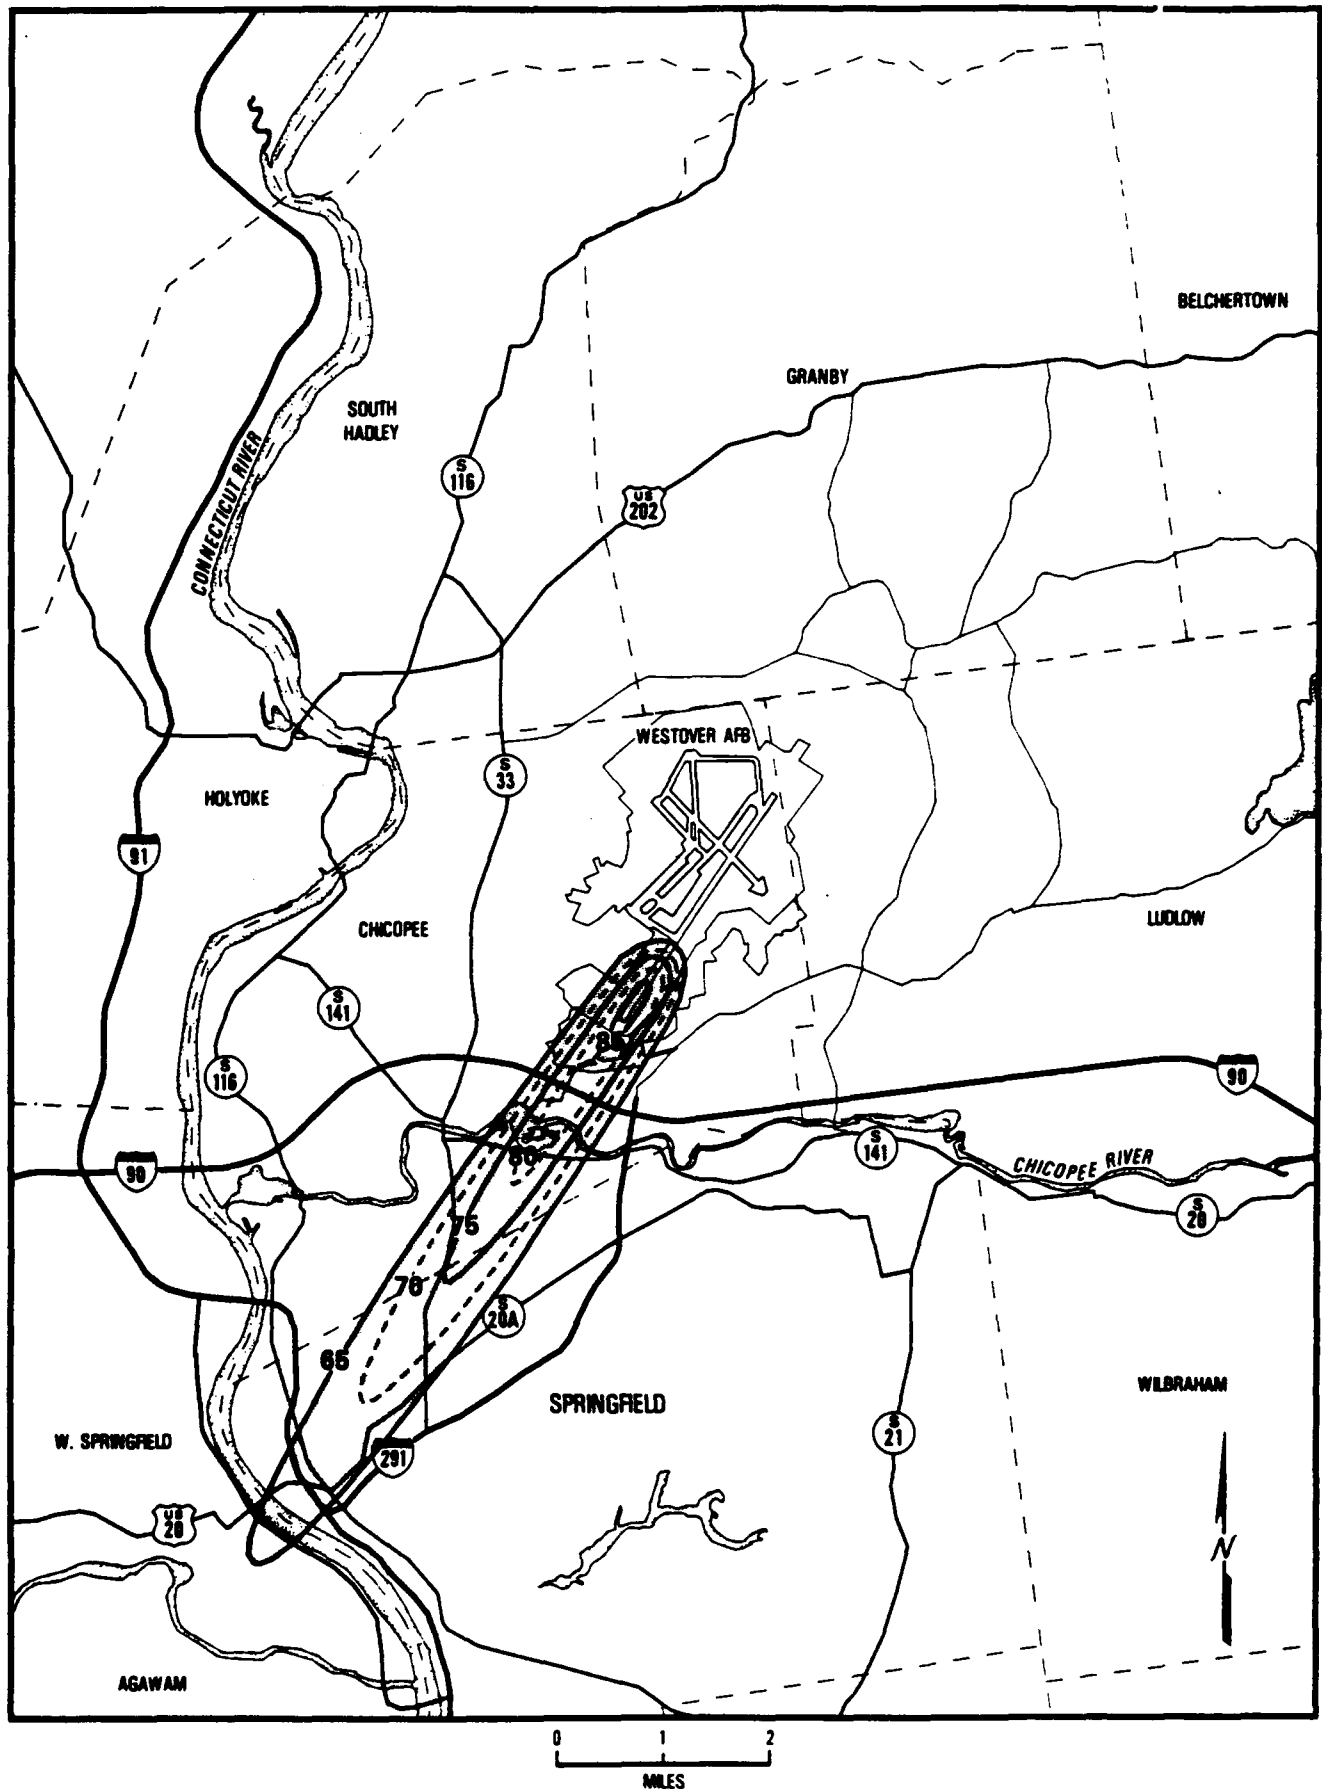 BELCHERTOWN
GRANBY
SOUTH
HADLEY
CONNECTICUT RIVER
S
116
US
202
WESTOVER AFB
S
33
HOLYOKE
91
CHICOPEE
LUDLOW
S
141
85
S
116
90
90
80
S
141
CHICOPEE RIVER
S
20
75
70
S
20A
65
SPRINGFIELD
WILBRAHAM
W. SPRINGFIELD
S
21
291
US
20
N
AGAWAM
0 1 2
MILES